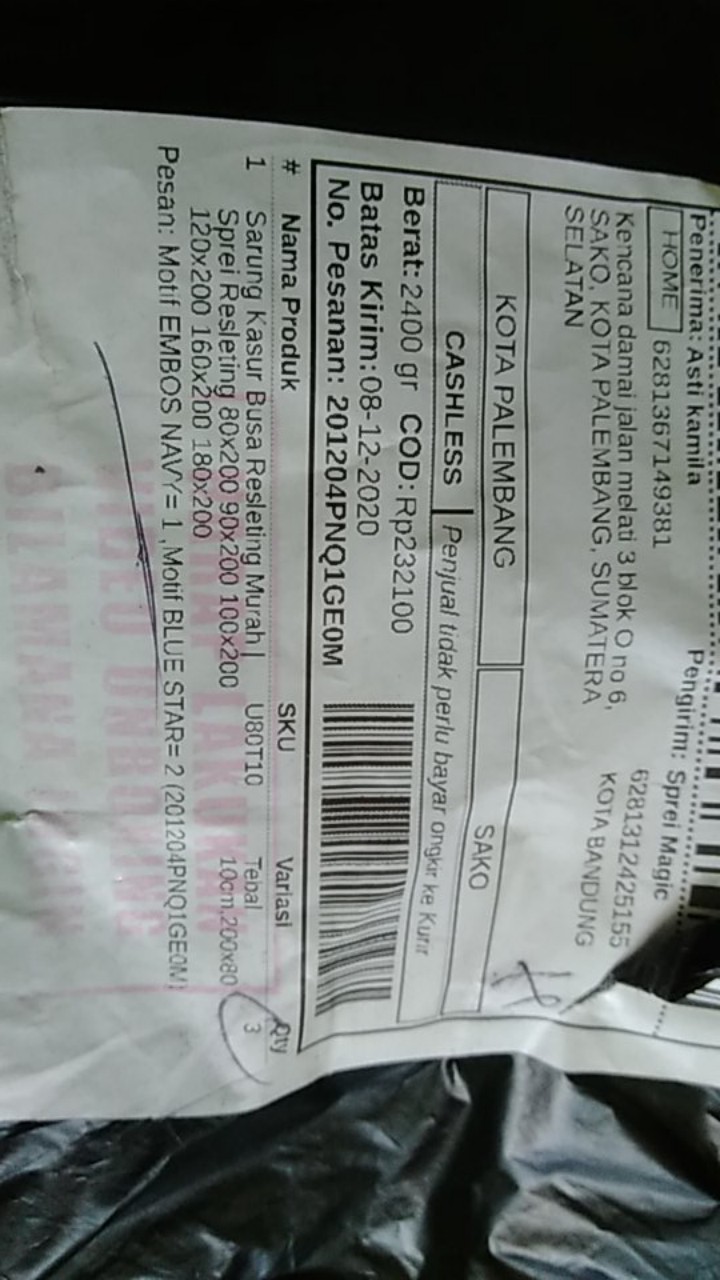 Penerima: Asti kamila
Pengirim: Sprei Magic
HOME 6281367149381
6281312425155
Kencana damai jalan melati 3 blok O no 6,
KOTA BANDUNG
SAKO, KOTA PALEMBANG, SUMATERA
SELATAN
KOTA PALEMBANG SAKO
CASHLESS Penjual tidak perlu bayar ongkir ke Kurir
Berat: 2400 gr COD: Rp232100
Batas Kirim: 08-12-2020
No. Pesanan: 201204PNQ1GE0M
# Nama Produk SKU Variasi Qty
1 Sarung Kasur Busa Resleting Murah | U80T10 Tebal 3
Sprei Resleting 80x200 90x200 100x200 10cm,200x80
120x200 160x200 180x200
Pesan: Motif EMBOS NAVY= 1 ,Motif BLUE STAR= 2 (201204PNQ1GE0M)
VIDEO UNBOXING
BILAMANA